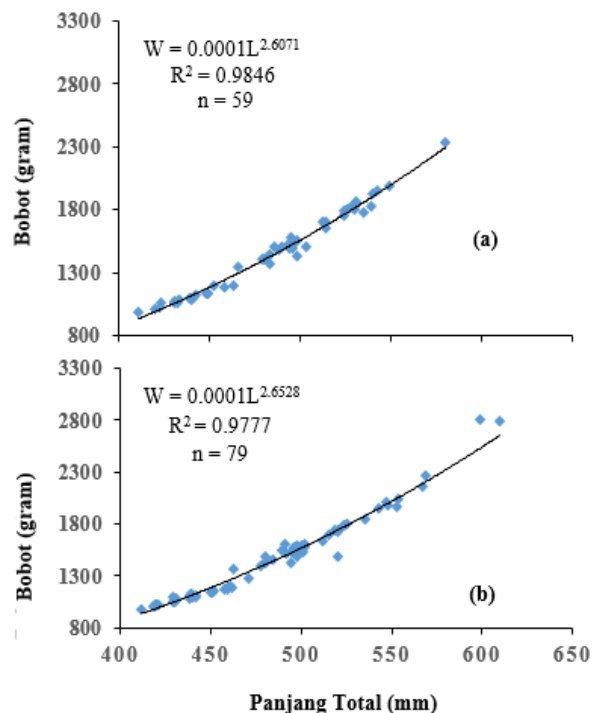 3300
2800
2300
1800
1300
800
Bobot (gram)
W = 0.0001L^2.6071
R² = 0.9846
n = 59
(a)
3300
2800
2300
1800
1300
800
Bobot (gram)
W = 0.0001L^2.6528
R² = 0.9777
n = 79
(b)
400 450 500 550 600 650
Panjang Total (mm)